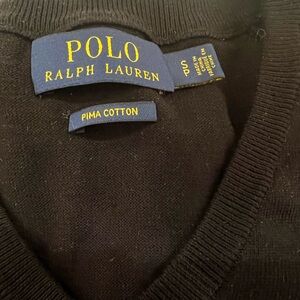 POLO
RALPH LAUREN
S/P
PIMA COTTON